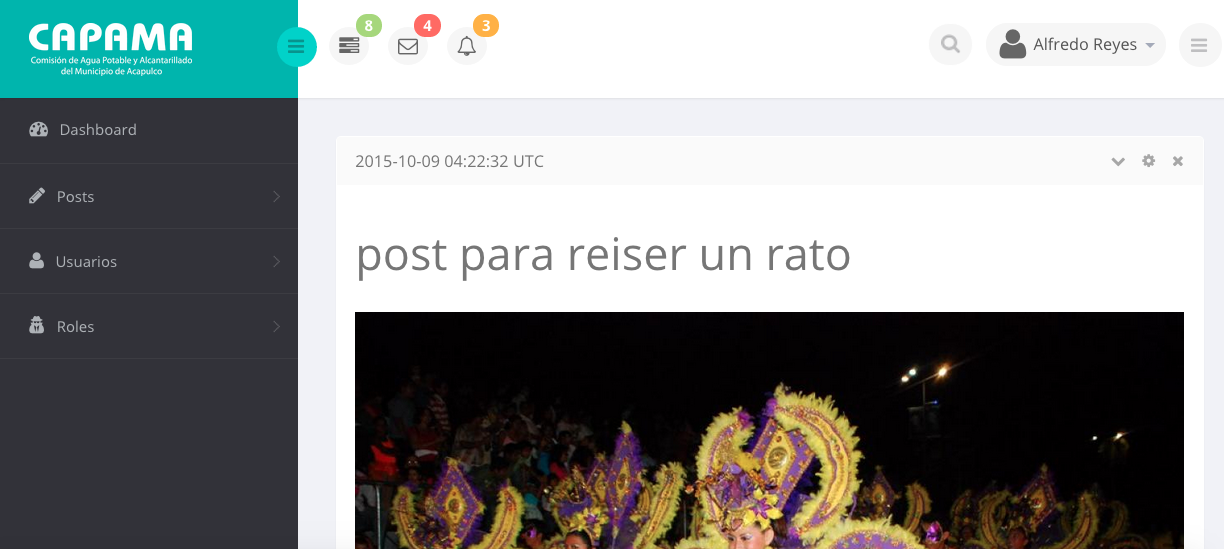 CAPAMA
Comisión de Agua Potable y Alcantarillado
del Municipio de Acapulco
8
4
3
Alfredo Reyes
Dashboard
Posts
Usuarios
Roles
2015-10-09 04:22:32 UTC
post para reiser un rato